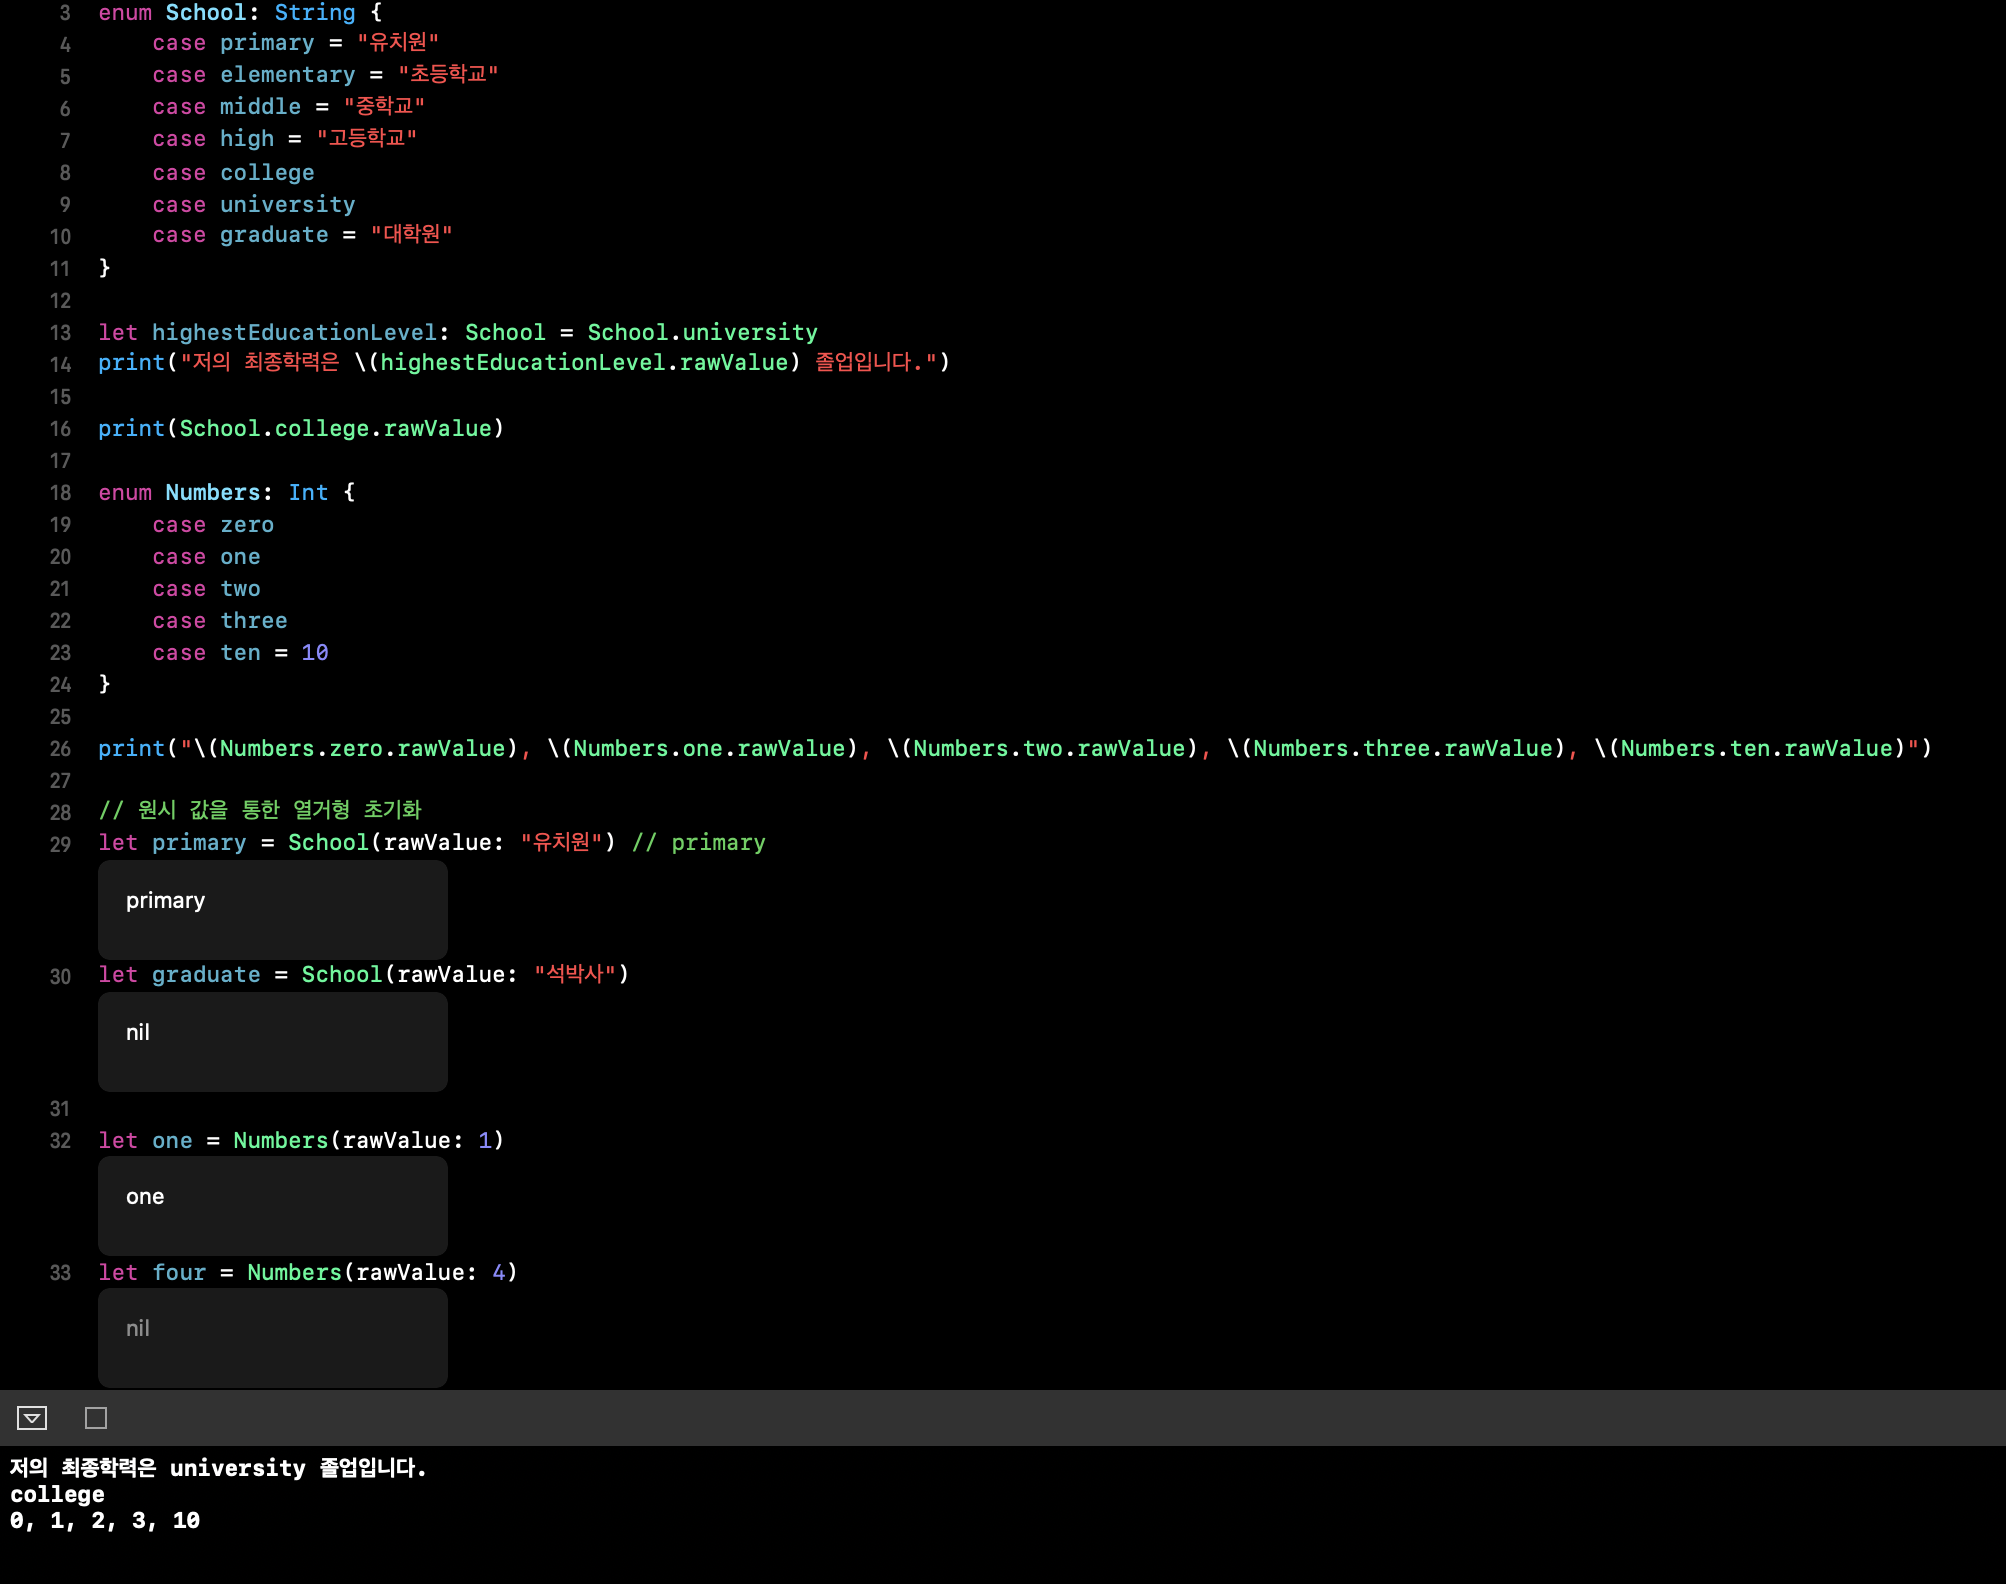 3 enum School: String {
4     case primary = "유치원"
5     case elementary = "초등학교"
6     case middle = "중학교"
7     case high = "고등학교"
8     case college
9     case university
10     case graduate = "대학원"
11 }
12
13 let highestEducationLevel: School = School.university
14 print("저의 최종학력은 \(highestEducationLevel.rawValue) 졸업입니다.")
15
16 print(School.college.rawValue)
17
18 enum Numbers: Int {
19     case zero
20     case one
21     case two
22     case three
23     case ten = 10
24 }
25
26 print("\(Numbers.zero.rawValue), \(Numbers.one.rawValue), \(Numbers.two.rawValue), \(Numbers.three.rawValue), \(Numbers.ten.rawValue)")
27
28 // 원시 값을 통한 열거형 초기화
29 let primary = School(rawValue: "유치원") // primary
primary
30 let graduate = School(rawValue: "석박사")
nil
31
32 let one = Numbers(rawValue: 1)
one
33 let four = Numbers(rawValue: 4)
nil
저의 최종학력은 university 졸업입니다.
college
0, 1, 2, 3, 10